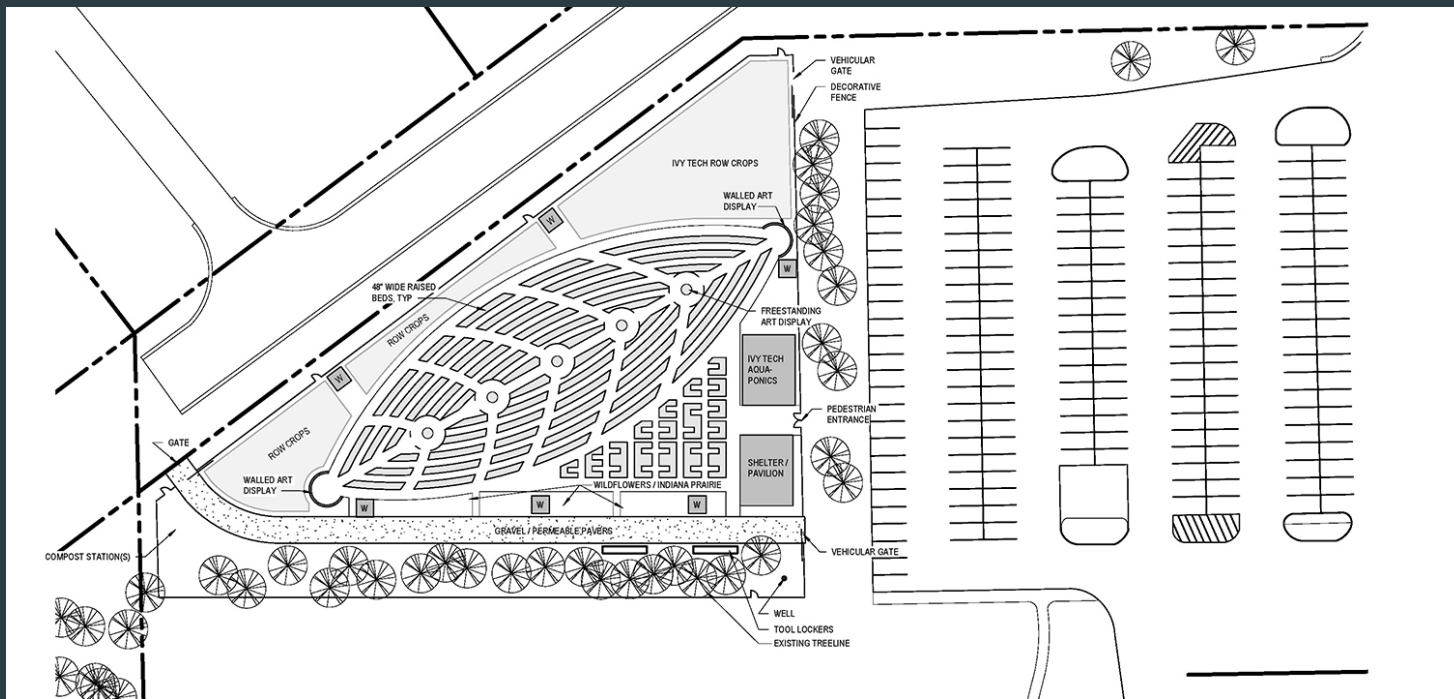 VEHICULAR
GATE
DECORATIVE
FENCE
IVY TECH ROW CROPS
WALLED ART
DISPLAY
W
W
48" WIDE RAISED
BEDS, TYP
FREESTANDING
ART DISPLAY
ROW CROPS
IVY TECH
AQUA-
PONICS
W
PEDESTRIAN
ENTRANCE
ROW CROPS
GATE
SHELTER /
PAVILION
WALLED ART
DISPLAY
WILDFLOWERS / INDIANA PRAIRIE
W
W
W
GRAVEL / PERMEABLE PAVERS
COMPOST STATION(S)
VEHICULAR GATE
WELL
TOOL LOCKERS
EXISTING TREELINE